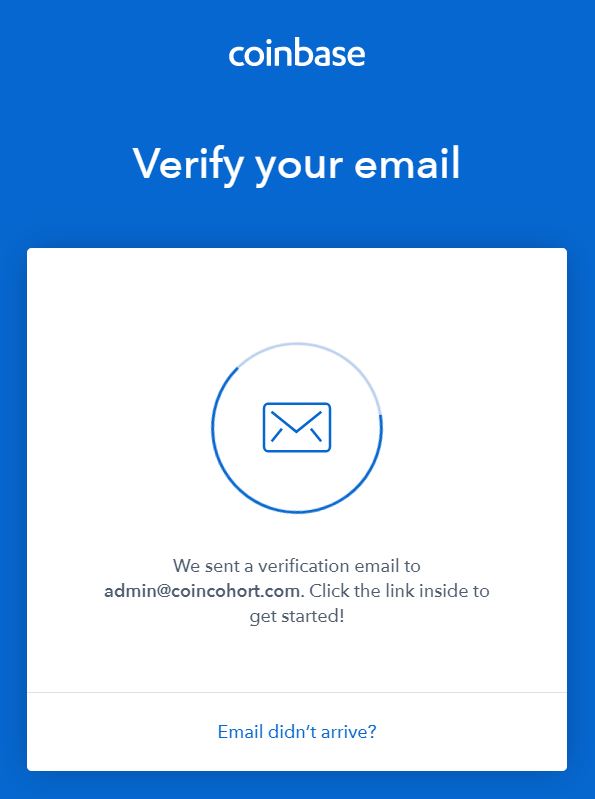 coinbase
Verify your email
We sent a verification email to
admin@coincohort.com. Click the link inside to
get started!
Email didn’t arrive?